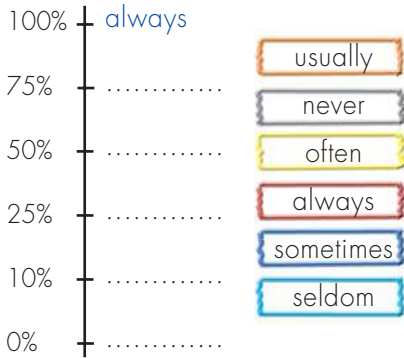 100% always
75% ............
50% ............
25% ............
10% ............
0% ............
usually
never
often
always
sometimes
seldom